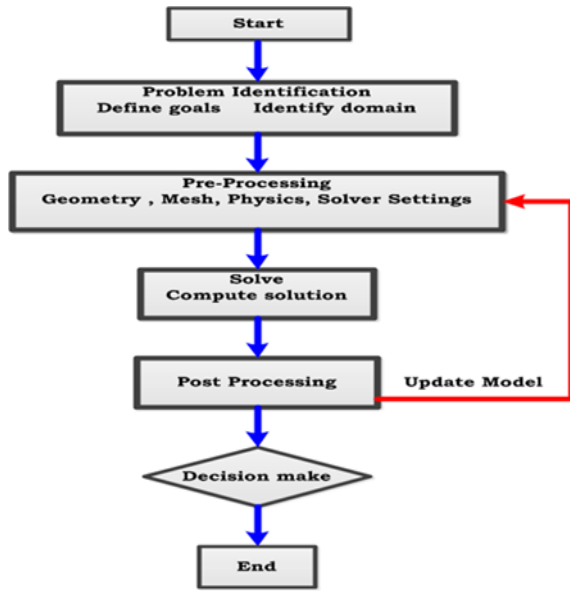 Start
Problem Identification
Define goals Identify domain
Pre-Processing
Geometry , Mesh, Physics, Solver Settings
Solve
Compute solution
Post Processing
Update Model
Decision make
End